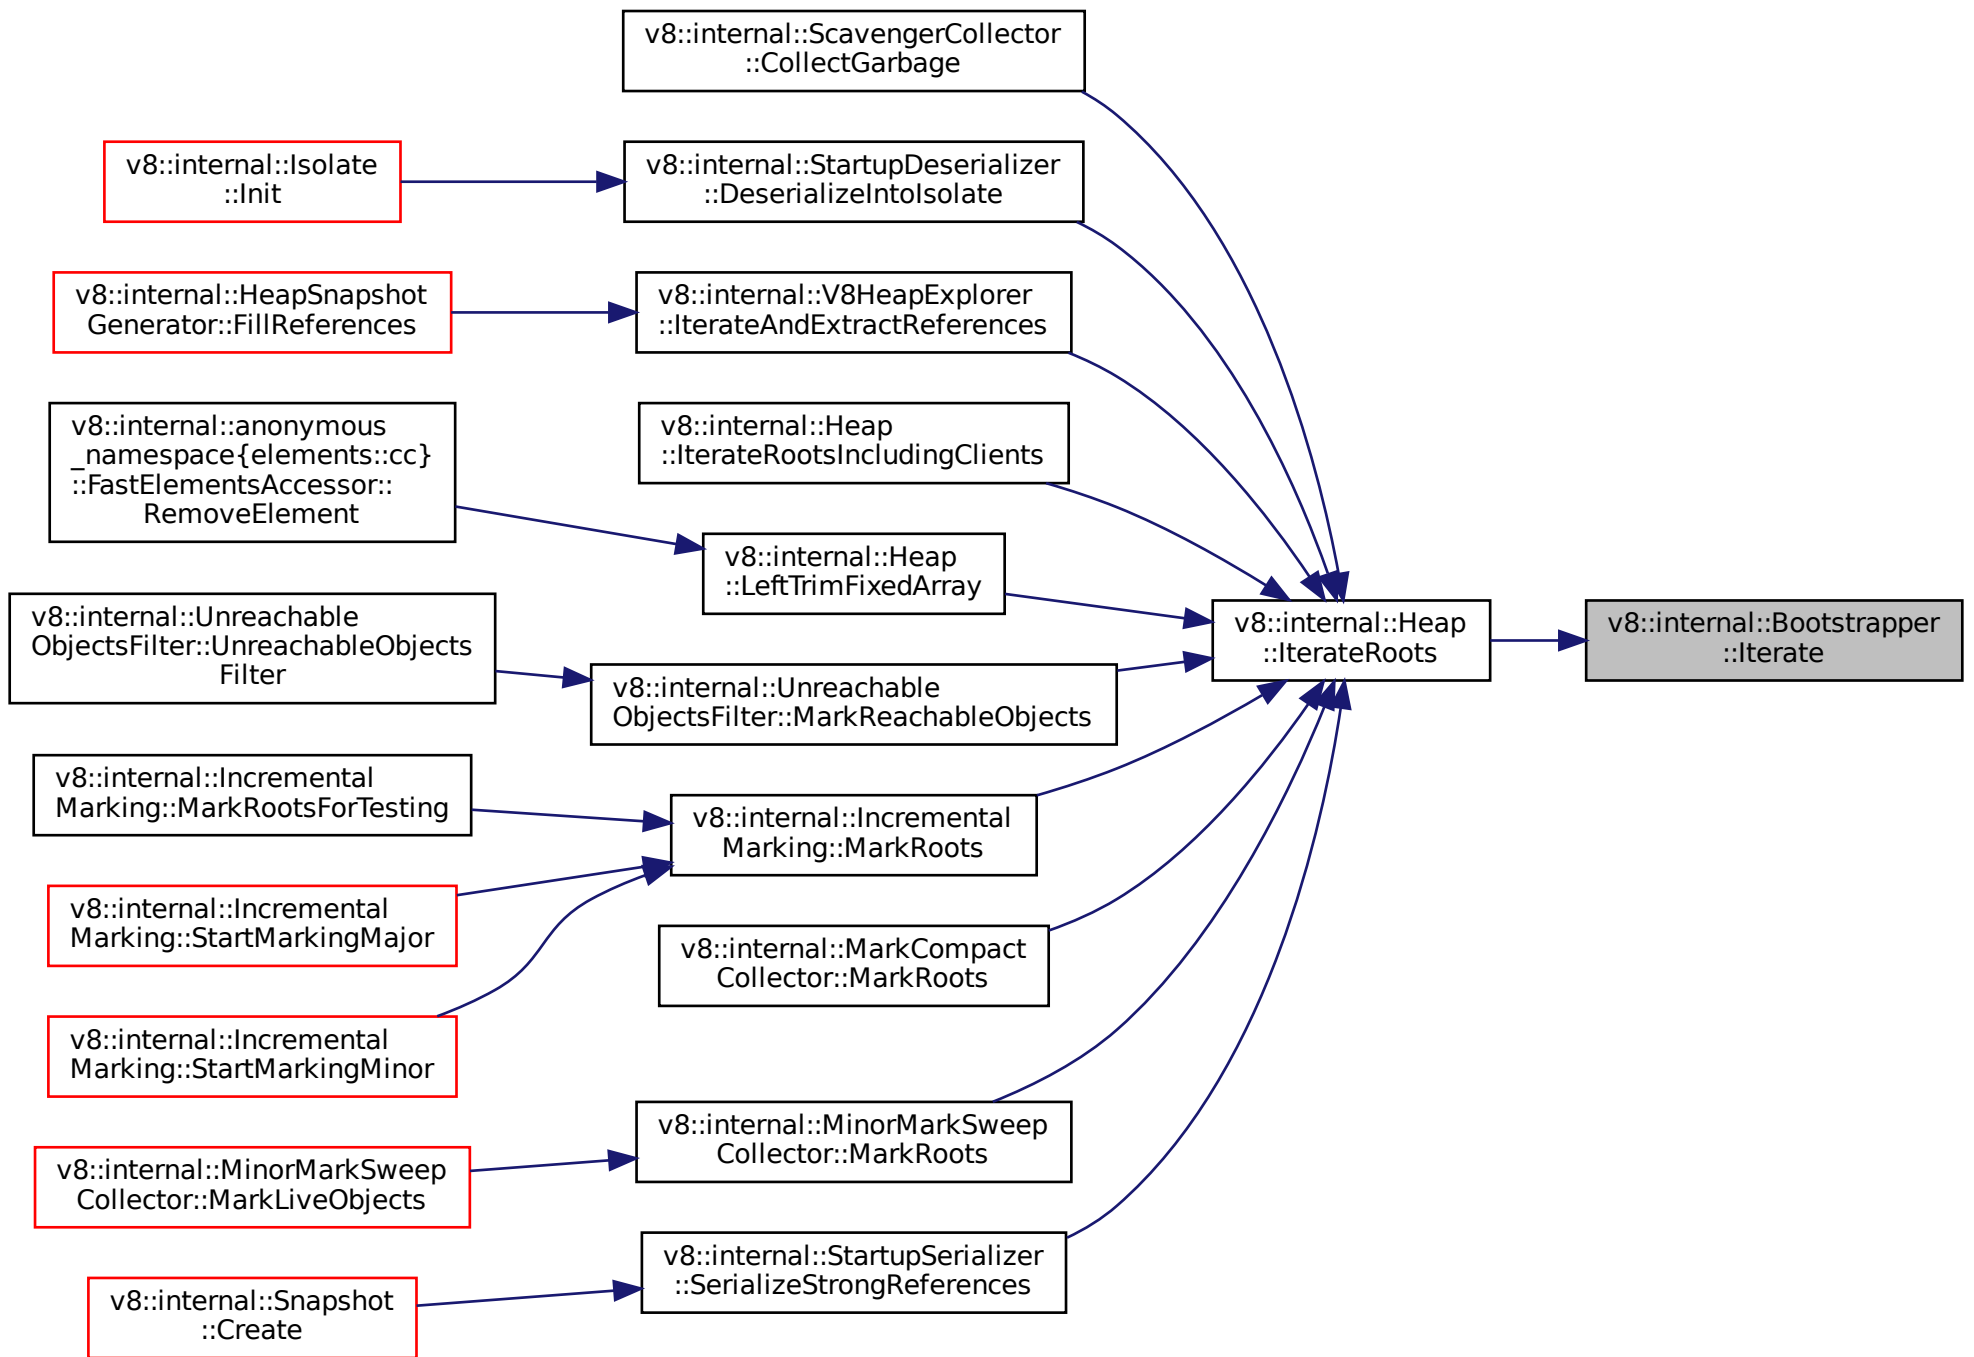 v8::internal::ScavengerCollector
::CollectGarbage
v8::internal::Isolate
::Init
v8::internal::StartupDeserializer
::DeserializeIntoIsolate
v8::internal::HeapSnapshot
Generator::FillReferences
v8::internal::V8HeapExplorer
::IterateAndExtractReferences
v8::internal::anonymous
_namespace{elements::cc}
::FastElementsAccessor::
RemoveElement
v8::internal::Heap
::IterateRootsIncludingClients
v8::internal::Heap
::LeftTrimFixedArray
v8::internal::Unreachable
ObjectsFilter::UnreachableObjects
Filter
v8::internal::Heap
::IterateRoots
v8::internal::Bootstrapper
::Iterate
v8::internal::Unreachable
ObjectsFilter::MarkReachableObjects
v8::internal::Incremental
Marking::MarkRootsForTesting
v8::internal::Incremental
Marking::MarkRoots
v8::internal::Incremental
Marking::StartMarkingMajor
v8::internal::MarkCompact
Collector::MarkRoots
v8::internal::Incremental
Marking::StartMarkingMinor
v8::internal::MinorMarkSweep
Collector::MarkRoots
v8::internal::MinorMarkSweep
Collector::MarkLiveObjects
v8::internal::StartupSerializer
::SerializeStrongReferences
v8::internal::Snapshot
::Create